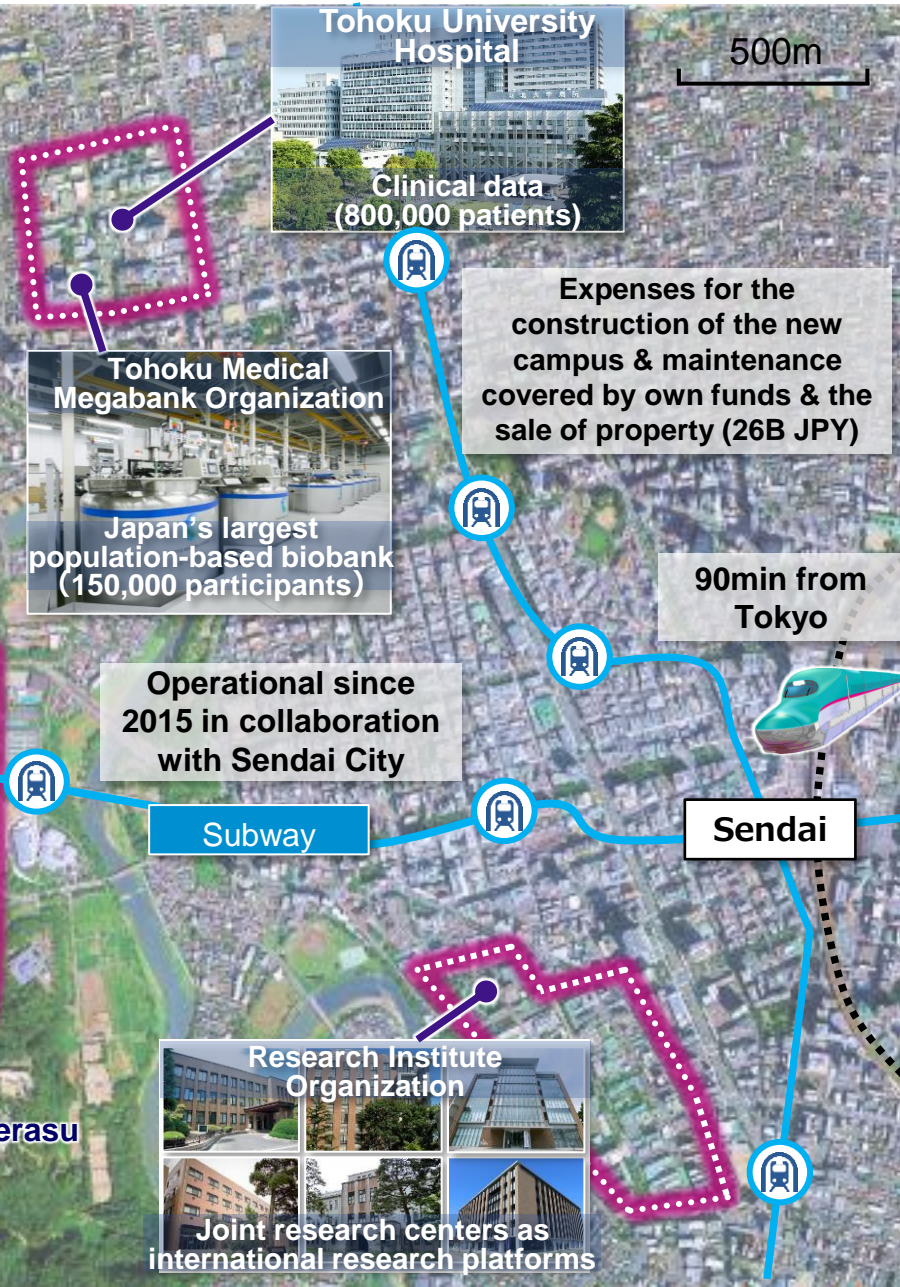 Tohoku University
Hospital
500m
Clinical data
(800,000 patients)
Expenses for the
construction of the new
campus & maintenance
covered by own funds & the
sale of property (26B JPY)
Tohoku Medical
Megabank Organization
Japan's largest
population-based biobank
（150,000 participants）
90min from
Tokyo
Operational since
2015 in collaboration
with Sendai City
Subway
Sendai
Research Institute
Organization
erasu
Joint research centers as
international research platforms